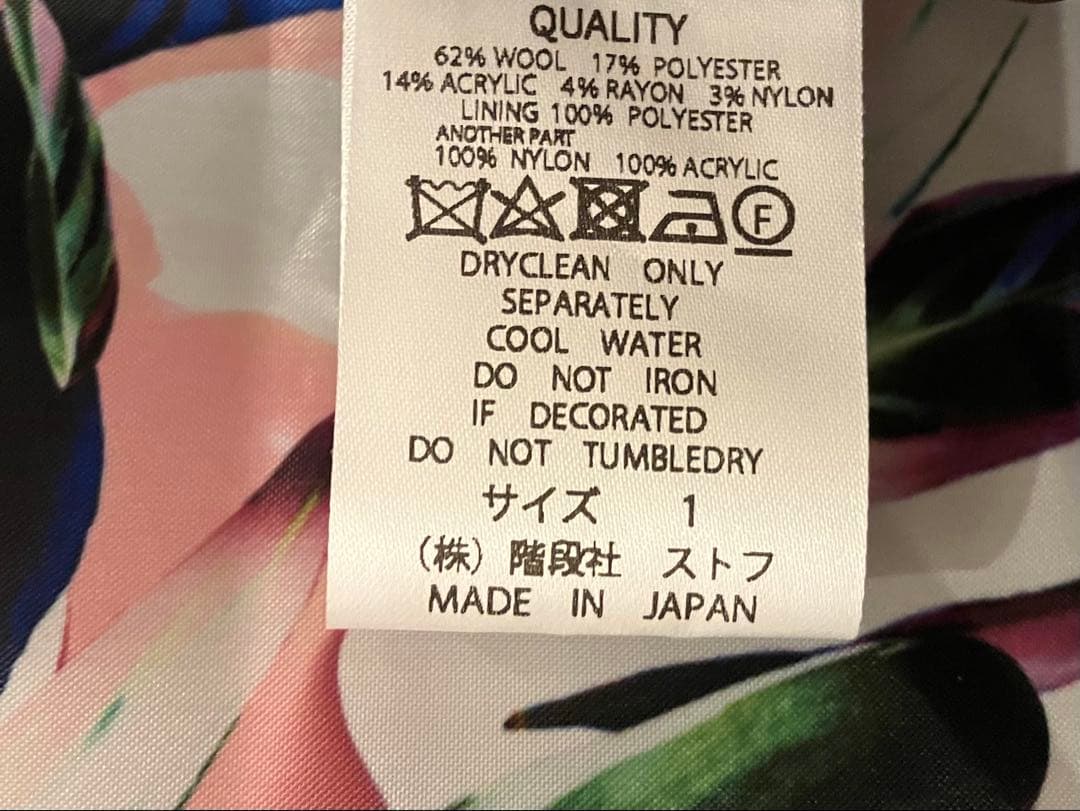 QUALITY
62% WOOL 17% POLYESTER
14% ACRYLIC 4% RAYON 3% NYLON
LINING 100% POLYESTER
ANOTHER PART
100% NYLON 100% ACRYLIC
F
DRYCLEAN ONLY
SEPARATELY
COOL WATER
DO NOT IRON
IF DECORATED
DO NOT TUMBLEDRY
サイズ 1
(株) 階段社 ストフ
MADE IN JAPAN